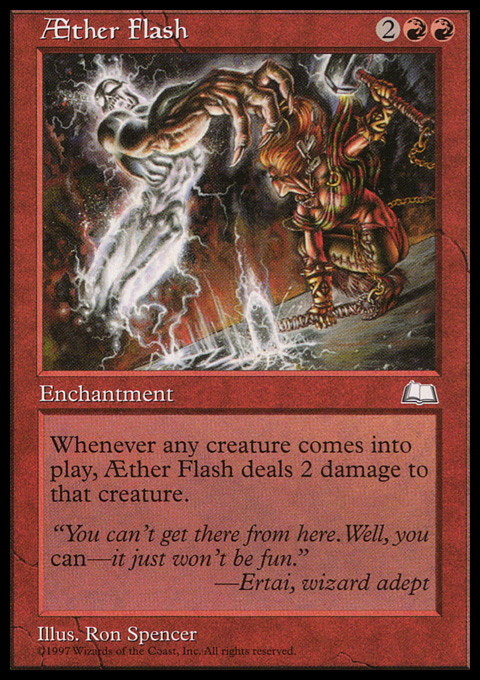 Æther Flash 2
Enchantment
Whenever any creature comes into
play, Æther Flash deals 2 damage to
that creature.
“You can’t get there from here. Well, you
can—it just won’t be fun.”
—Ertai, wizard adept
Illus. Ron Spencer
©1997 Wizards of the Coast, Inc. All rights reserved.